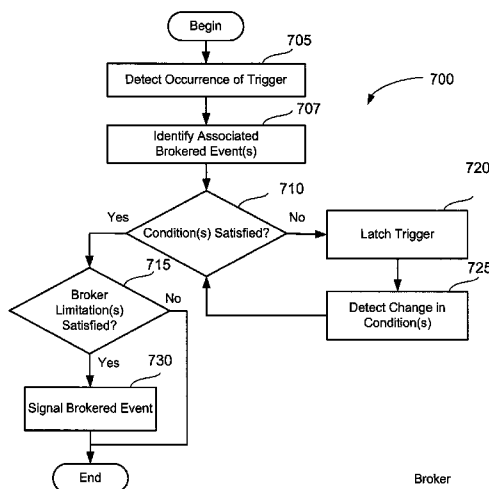 Begin
705
Detect Occurrence of Trigger
700
707
Identify Associated
Brokered Event(s)
710
720
Yes
Condition(s) Satisfied?
No
Latch Trigger
715
725
Broker
Limitation(s)
Satisfied?
No
Detect Change in
Condition(s)
Yes
730
Signal Brokered Event
End
Broker